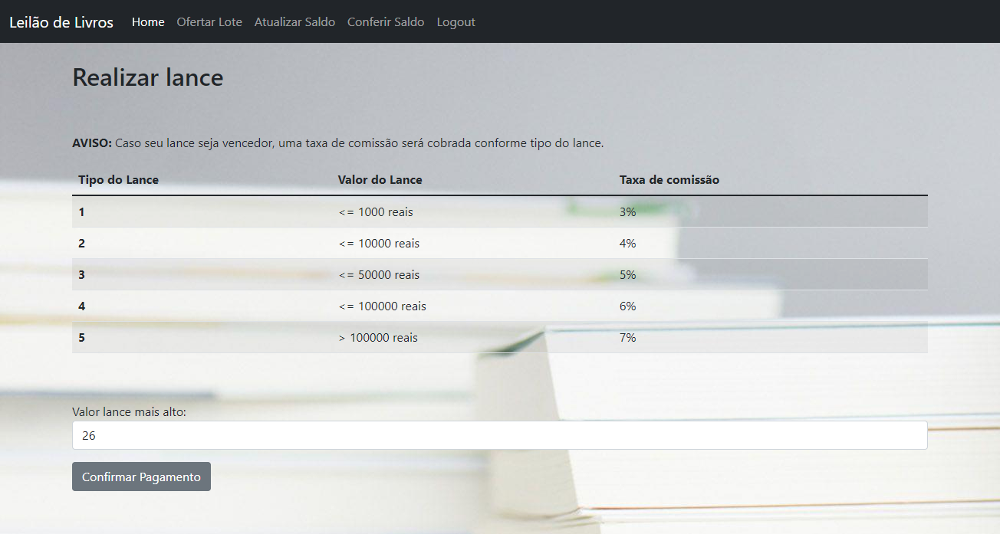 Leilão de Livros Home Ofertar Lote Atualizar Saldo Conferir Saldo Logout
Realizar lance
AVISO: Caso seu lance seja vencedor, uma taxa de comissão será cobrada conforme tipo do lance.
Tipo do Lance Valor do Lance Taxa de comissão
1 <= 1000 reais 3%
2 <= 10000 reais 4%
3 <= 50000 reais 5%
4 <= 100000 reais 6%
5 > 100000 reais 7%
Valor lance mais alto:
26
Confirmar Pagamento